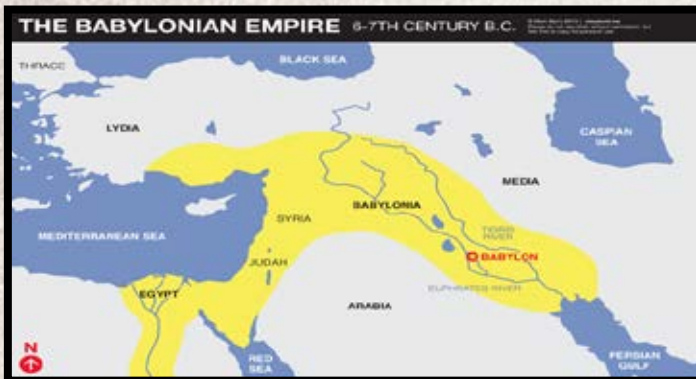 THE BABYLONIAN EMPIRE 6-7TH CENTURY B.C.
THRACE
BLACK SEA
LYDIA
CASPIAN
SEA
MEDIA
SYRIA
BABYLONIA
TIGRIS
RIVER
MEDITERRANEAN SEA
JUDAH
BABYLON
EGYPT
EUPHRATES RIVER
ARABIA
N
RED
SEA
PERSIAN
GULF